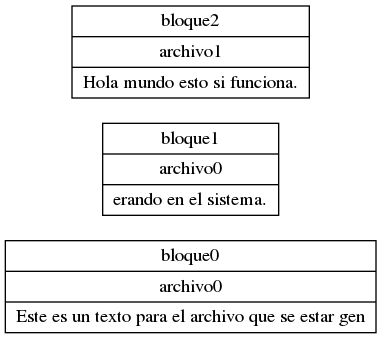 bloque2
archivo1
Hola mundo esto si funciona.
bloque1
archivo0
erando en el sistema.
bloque0
archivo0
Este es un texto para el archivo que se estar gen